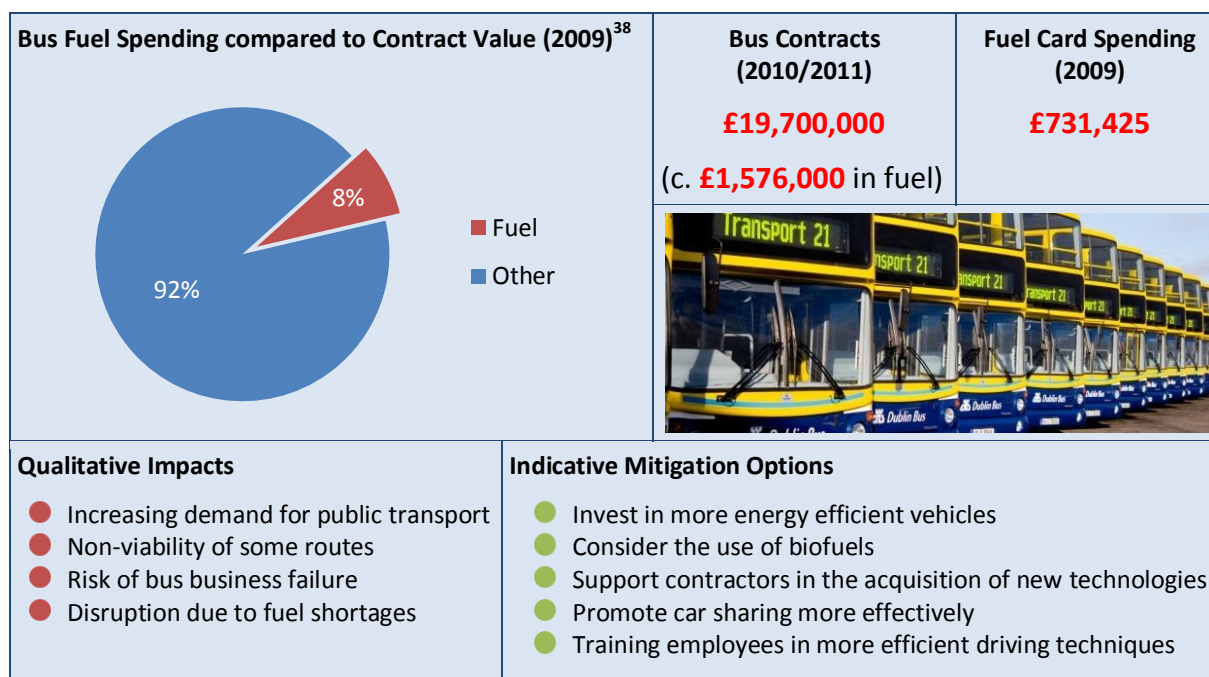 Bus Fuel Spending compared to Contract Value (2009)38
8%
92%
Fuel
Other
Bus Contracts
(2010/2011)
£19,700,000
(c. £1,576,000 in fuel)
Fuel Card Spending
(2009)
£731,425
Transport 21
nsport 21
nsport 21
Transport 21
Dublin Bus
Dublin Bus
Dublin Bus
Dublin Bus
Qualitative Impacts
Increasing demand for public transport
Non-viability of some routes
Risk of bus business failure
Disruption due to fuel shortages
Indicative Mitigation Options
Invest in more energy efficient vehicles
Consider the use of biofuels
Support contractors in the acquisition of new technologies
Promote car sharing more effectively
Training employees in more efficient driving techniques